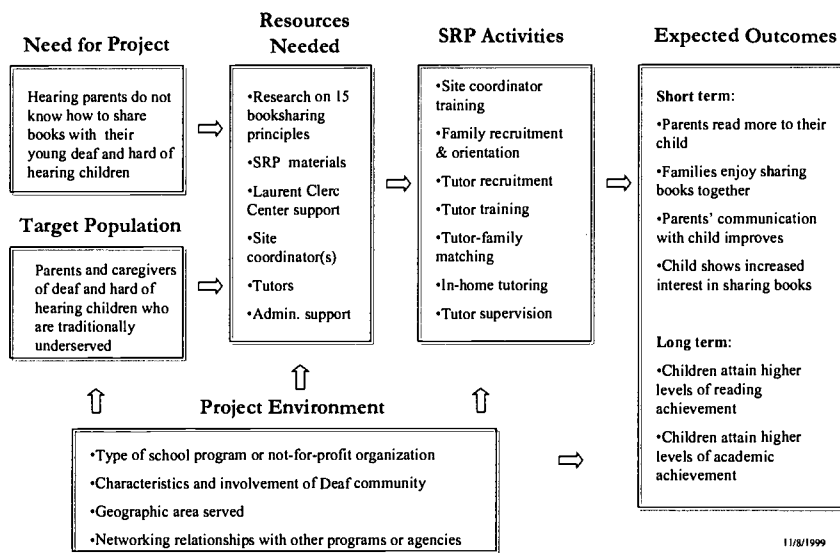 Need for Project
Hearing parents do not
know how to share
books with their
young deaf and hard of
hearing children
Target Population
Parents and caregivers
of deaf and hard of
hearing children who
are traditionally
underserved
Resources
Needed
•Research on 15
booksharing
principles
•SRP materials
•Laurent Clerc
Center support
•Site
coordinator(s)
•Tutors
•Admin. support
SRP Activities
•Site coordinator
training
•Family recruitment
& orientation
•Tutor recruitment
•Tutor training
•Tutor-family
matching
•In-home tutoring
•Tutor supervision
Expected Outcomes
Short term:
•Parents read more to their
child
•Families enjoy sharing
books together
•Parents' communication
with child improves
•Child shows increased
interest in sharing books
Long term:
•Children attain higher
levels of reading
achievement
•Children attain higher
levels of academic
achievement
Project Environment
•Type of school program or not-for-profit organization
•Characteristics and involvement of Deaf community
•Geographic area served
•Networking relationships with other programs or agencies
11/8/1999